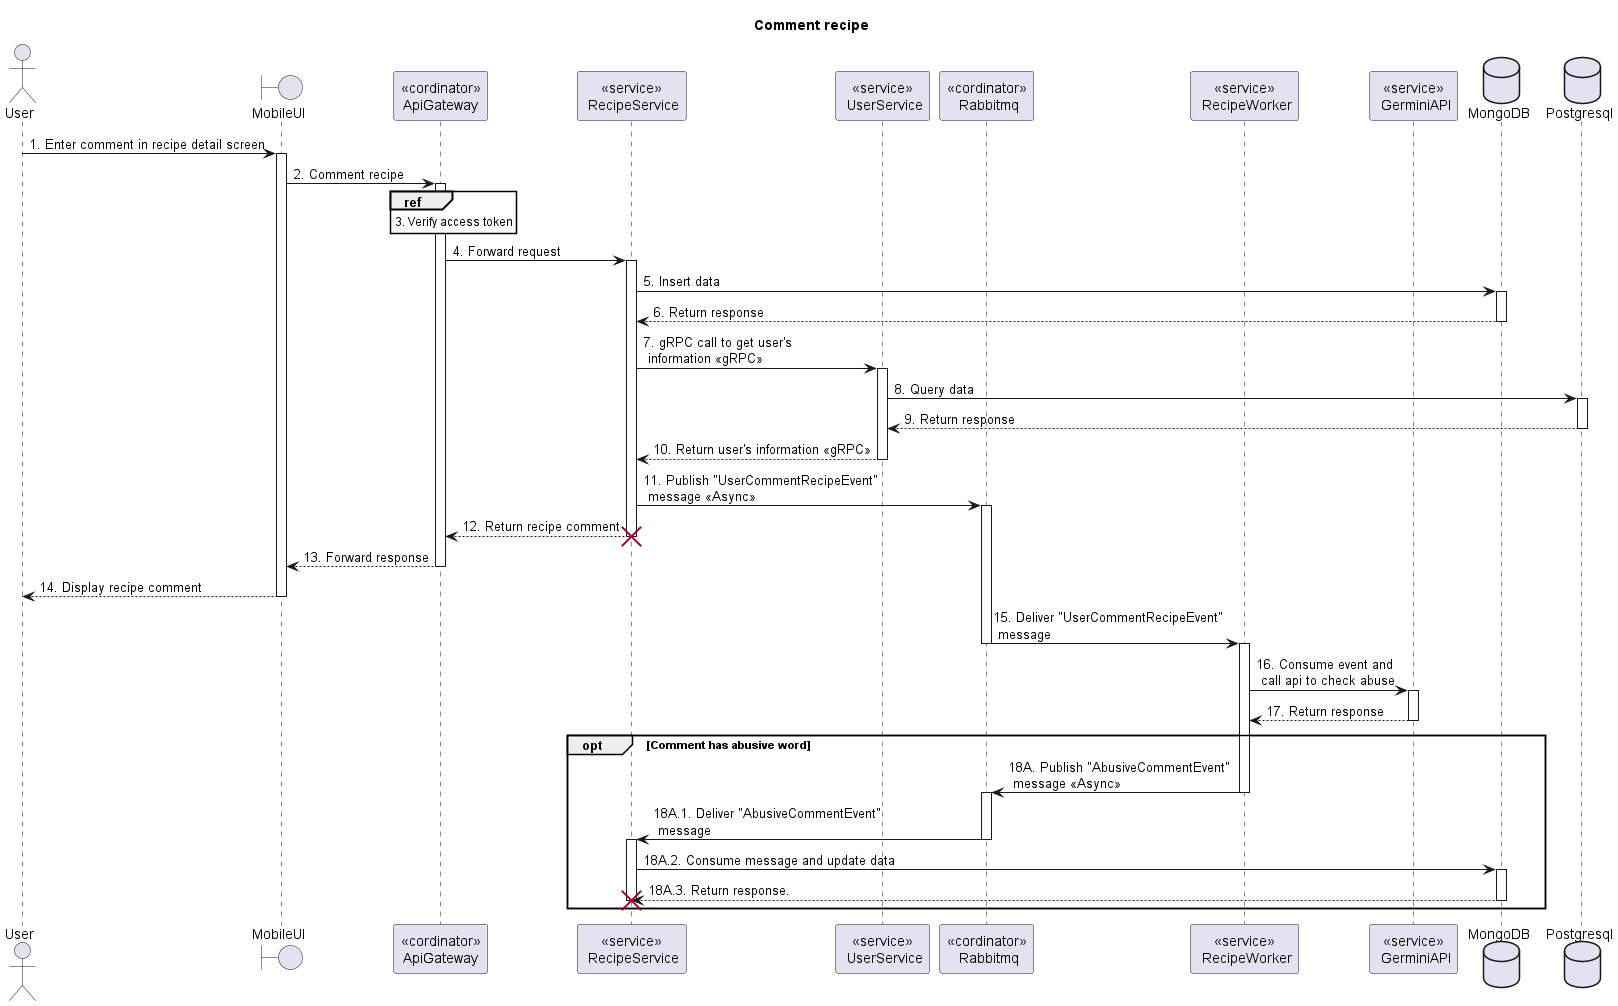 Comment recipe
User
MobileUI
«cordinator»
ApiGateway
«service»
RecipeService
«service»
UserService
«cordinator»
Rabbitmq
«service»
RecipeWorker
«service»
GerminiAPI
MongoDB
Postgresql
1. Enter comment in recipe detail screen
2. Comment recipe
ref
3. Verify access token
4. Forward request
5. Insert data
6. Return response
7. gRPC call to get user's
information «gRPC»
8. Query data
9. Return response
10. Return user's information «gRPC»
11. Publish "UserCommentRecipeEvent"
message «Async»
12. Return recipe comment
13. Forward response
14. Display recipe comment
15. Deliver "UserCommentRecipeEvent"
message
16. Consume event and
call api to check abuse
17. Return response
opt [Comment has abusive word]
18A. Publish "AbusiveCommentEvent"
message «Async»
18A.1. Deliver "AbusiveCommentEvent"
message
18A.2. Consume message and update data
18A.3. Return response.
User
MobileUI
«cordinator»
ApiGateway
«service»
RecipeService
«service»
UserService
«cordinator»
Rabbitmq
«service»
RecipeWorker
«service»
GerminiAPI
MongoDB
Postgresql